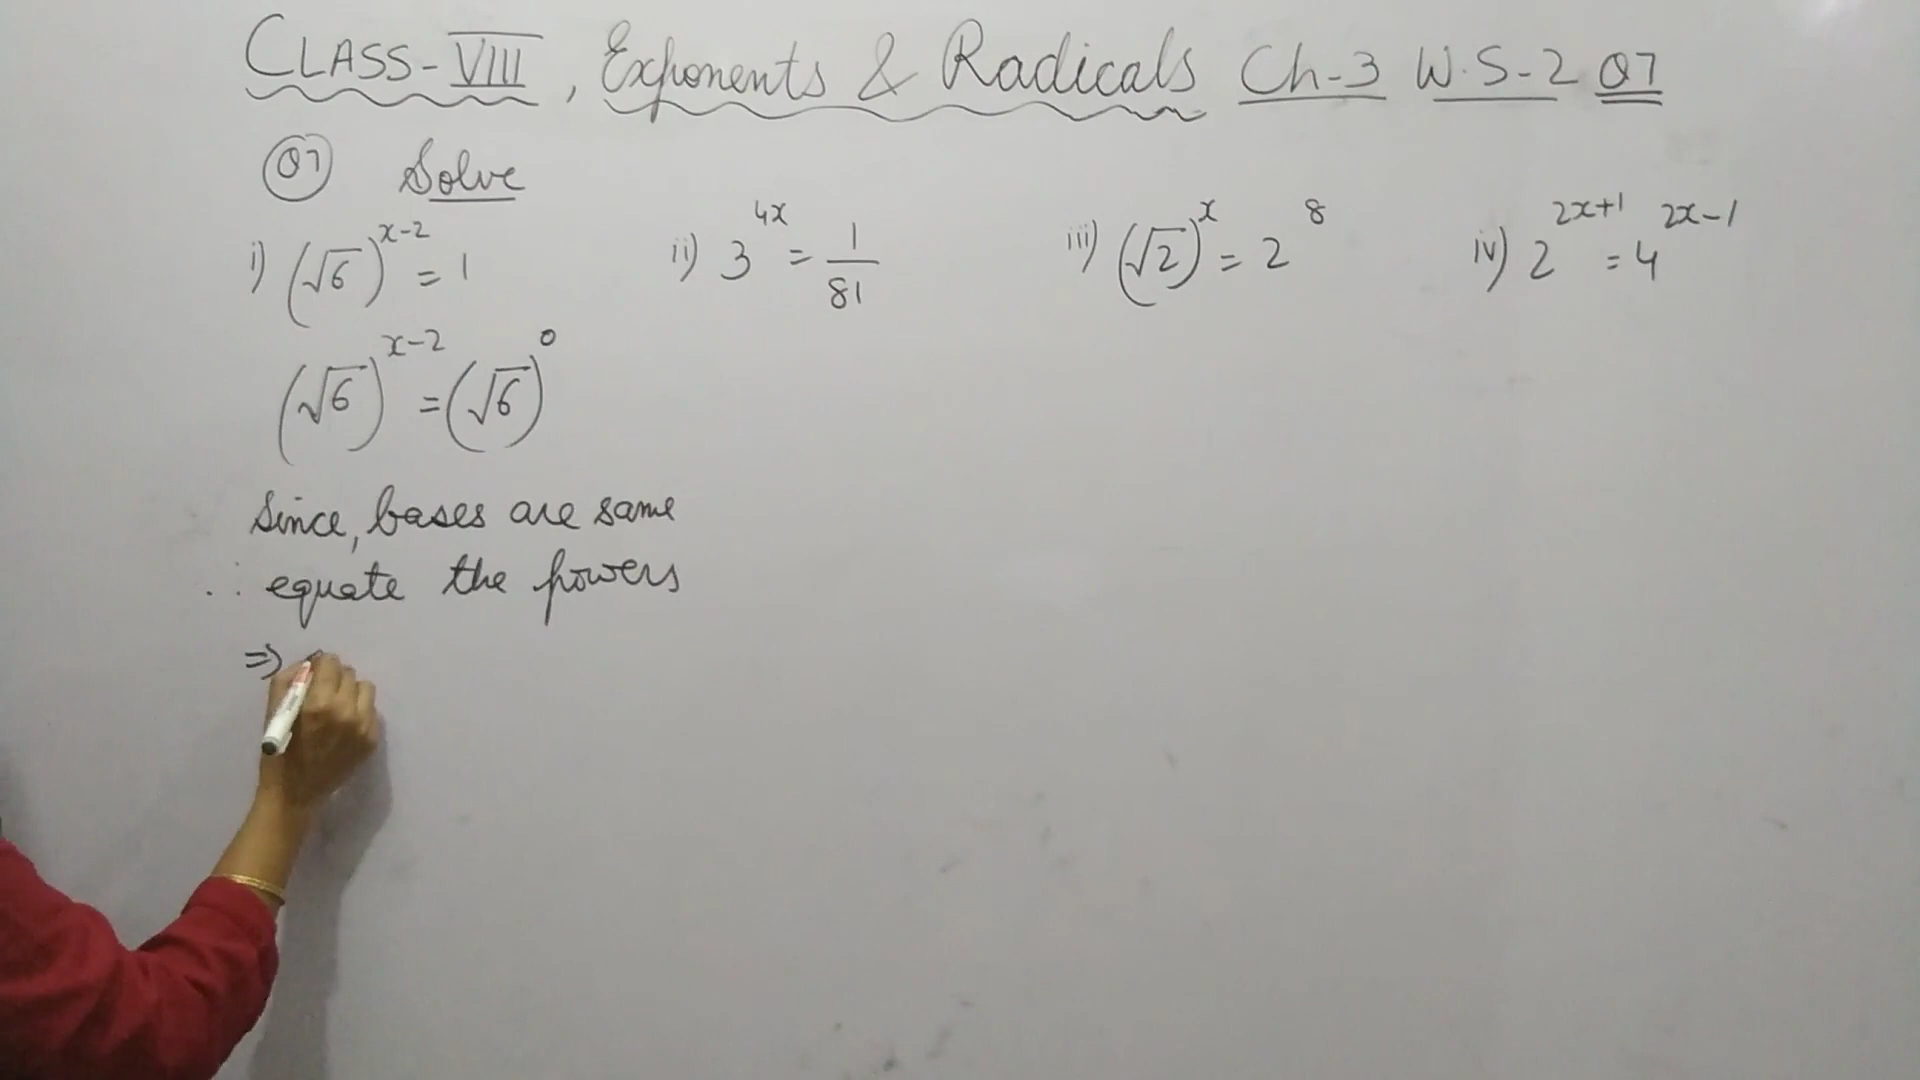 CLASS-VIII, Exponents & Radicals Ch-3 W.S-2 Q7
Q7 Solve
i) (√6)^(x-2) = 1
ii) 3^(4x) = 1/81
iii) (√2)^x = 2^8
iv) 2^(2x+1) = 4^(2x-1)
(√6)^(x-2) = (√6)^0
Since, bases are same
∴ equate the powers
⇒